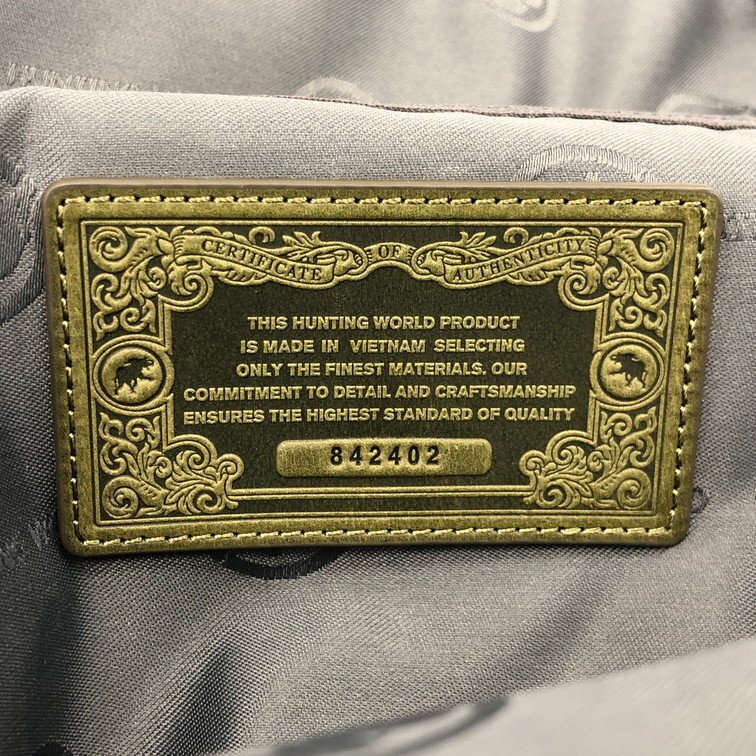 CERTIFICATE OF AUTHENTICITY
THIS HUNTING WORLD PRODUCT
IS MADE IN VIETNAM SELECTING
ONLY THE FINEST MATERIALS. OUR
COMMITMENT TO DETAIL AND CRAFTSMANSHIP
ENSURES THE HIGHEST STANDARD OF QUALITY
842402